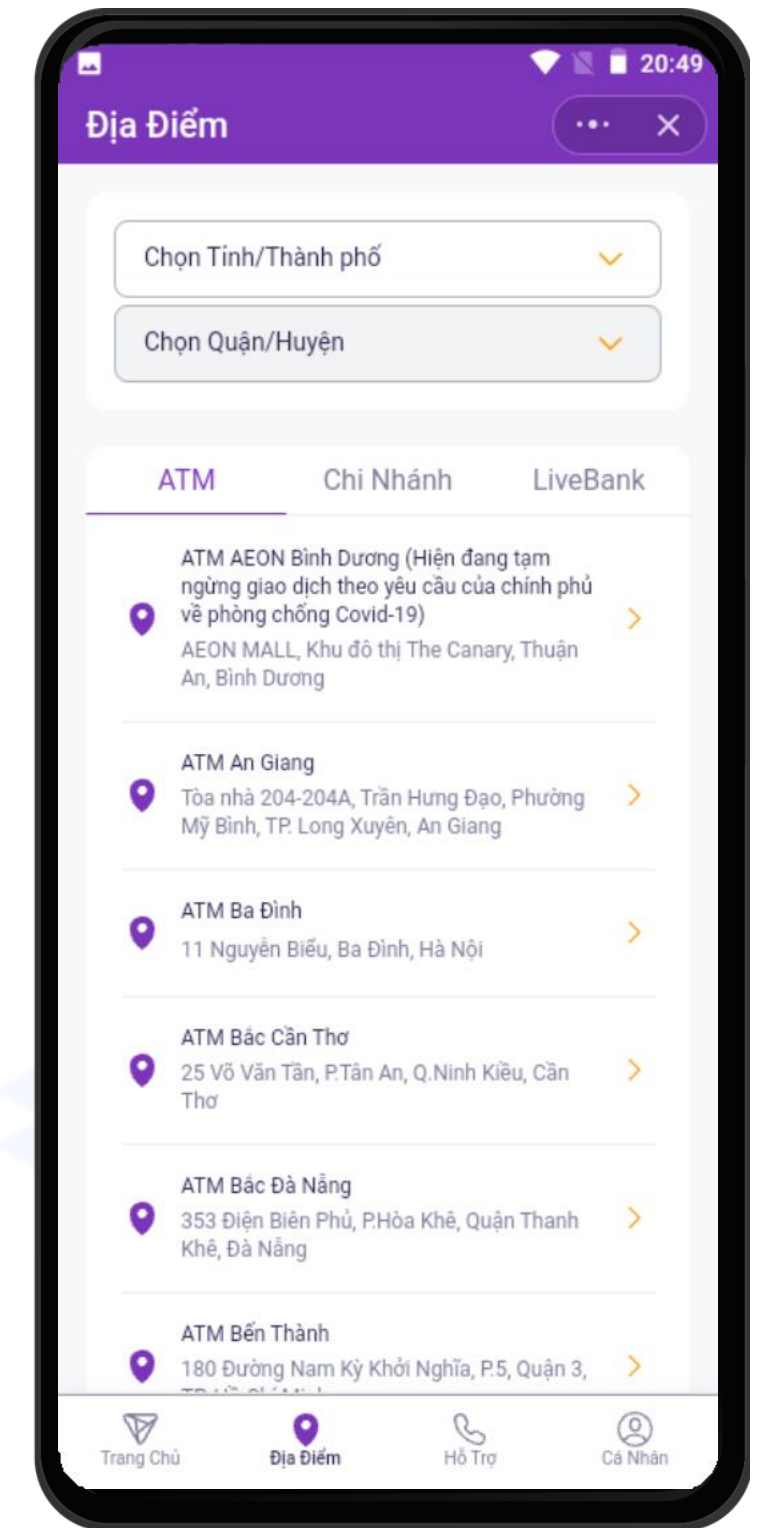 20:49
Địa Điểm
Chọn Tỉnh/Thành phố
Chọn Quận/Huyện
ATM Chi Nhánh LiveBank
ATM AEON Bình Dương (Hiện đang tạm
ngừng giao dịch theo yêu cầu của chính phủ
về phòng chống Covid-19)
AEON MALL, Khu đô thị The Canary, Thuận
An, Bình Dương
ATM An Giang
Tòa nhà 204-204A, Trần Hưng Đạo, Phường
Mỹ Bình, TP. Long Xuyên, An Giang
ATM Ba Đình
11 Nguyễn Biểu, Ba Đình, Hà Nội
ATM Bắc Cần Thơ
25 Võ Văn Tần, P.Tân An, Q.Ninh Kiều, Cần
Thơ
ATM Bắc Đà Nẵng
353 Điện Biên Phủ, P.Hòa Khê, Quận Thanh
Khê, Đà Nẵng
ATM Bến Thành
180 Đường Nam Kỳ Khởi Nghĩa, P.5, Quận 3,
Trang Chủ Địa Điểm Hỗ Trợ Cá Nhân